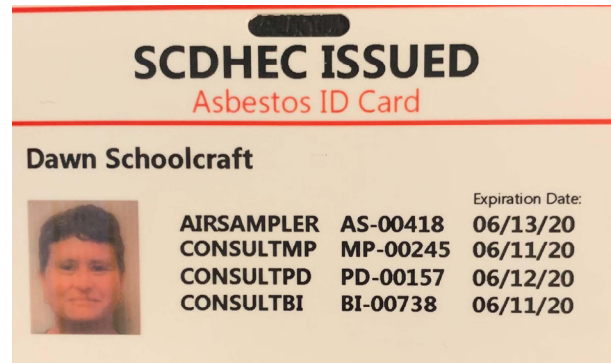 SCDHEC ISSUED
Asbestos ID Card
Dawn Schoolcraft
Expiration Date:
AIRSAMPLER AS-00418 06/13/20
CONSULTMP MP-00245 06/11/20
CONSULTPD PD-00157 06/12/20
CONSULTBI BI-00738 06/11/20